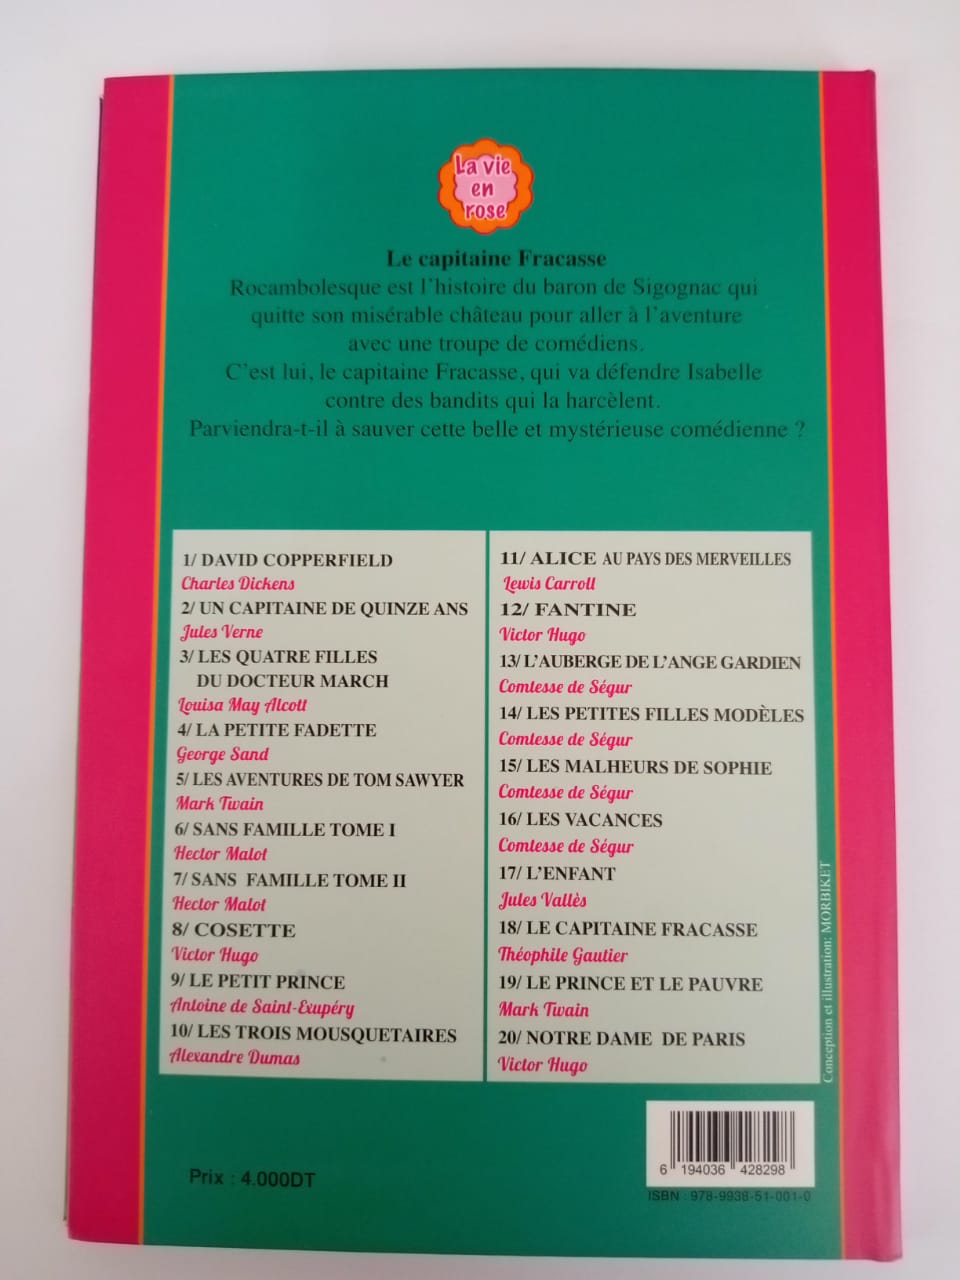 La vie
en
rose
Le capitaine Fracasse
Rocambolesque est l'histoire du baron de Sigognac qui
quitte son misérable château pour aller à l'aventure
avec une troupe de comédiens.
C'est lui, le capitaine Fracasse, qui va défendre Isabelle
contre des bandits qui la harcèlent.
Parviendra-t-il à sauver cette belle et mystérieuse comédienne ?
1/ DAVID COPPERFIELD
Charles Dickens
2/ UN CAPITAINE DE QUINZE ANS
Jules Verne
3/ LES QUATRE FILLES
DU DOCTEUR MARCH
Louisa May Alcott
4/ LA PETITE FADETTE
George Sand
5/ LES AVENTURES DE TOM SAWYER
Mark Twain
6/ SANS FAMILLE TOME I
Hector Malot
7/ SANS FAMILLE TOME II
Hector Malot
8/ COSETTE
Victor Hugo
9/ LE PETIT PRINCE
Antoine de Saint-Exupéry
10/ LES TROIS MOUSQUETAIRES
Alexandre Dumas
11/ ALICE AU PAYS DES MERVEILLES
Lewis Carroll
12/ FANTINE
Victor Hugo
13/ L'AUBERGE DE L'ANGE GARDIEN
Comtesse de Ségur
14/ LES PETITES FILLES MODÈLES
Comtesse de Ségur
15/ LES MALHEURS DE SOPHIE
Comtesse de Ségur
16/ LES VACANCES
Comtesse de Ségur
17/ L'ENFANT
Jules Vallès
18/ LE CAPITAINE FRACASSE
Théophile Gautier
19/ LE PRINCE ET LE PAUVRE
Mark Twain
20/ NOTRE DAME DE PARIS
Victor Hugo
Conception et illustration: MORBIKET
Prix : 4.000DT
6 194036 428298
ISBN : 978-9938-51-001-0